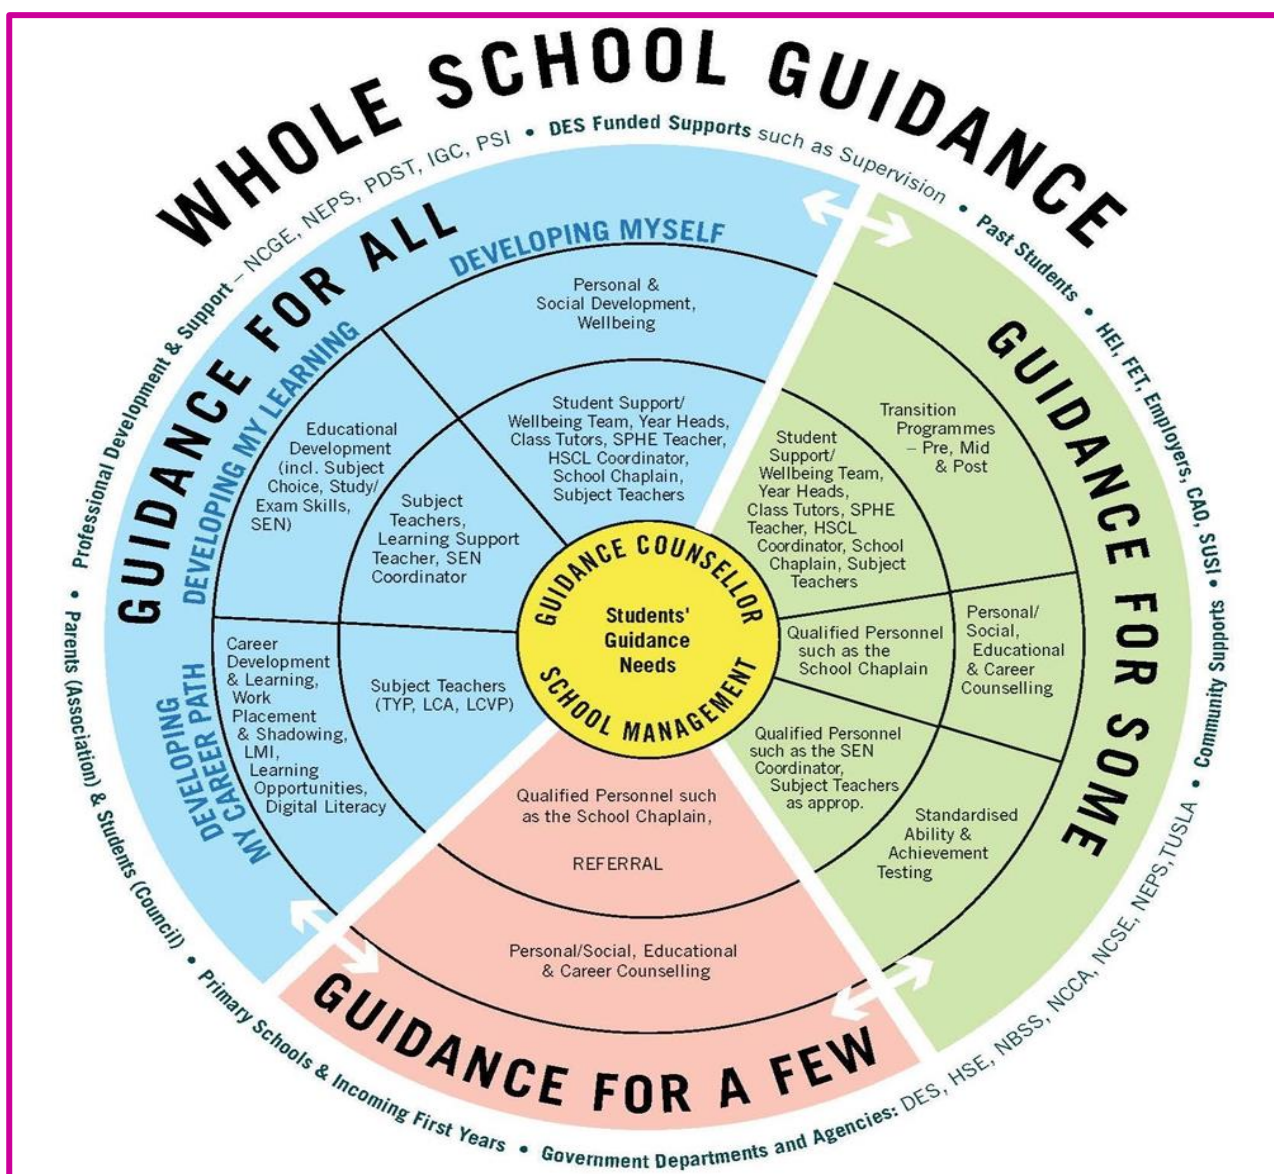 WHOLE SCHOOL GUIDANCE
Professional Development & Support – NCGE, NEPS, PDST, IGC, PSI • DES Funded Supports such as Supervision • Past Students • HEI, FET, Employers, CAO, SUSI • Community Supports •
Government Departments and Agencies: DES, HSE, NBSS, NCCA, NCSE, NEPS, TUSLA •
Primary Schools & Incoming First Years •
Parents (Association) & Students (Council) •
GUIDANCE FOR ALL
DEVELOPING MYSELF
Personal &
Social Development,
Wellbeing
Student Support/
Wellbeing Team, Year Heads,
Class Tutors, SPHE Teacher,
HSCL Coordinator,
School Chaplain,
Subject Teachers
DEVELOPING MY LEARNING
Educational
Development
(incl. Subject
Choice, Study/
Exam Skills,
SEN)
Subject
Teachers,
Learning Support
Teacher, SEN
Coordinator
DEVELOPING
MY CAREER PATH
Career
Development
& Learning,
Work
Placement
& Shadowing,
LMI,
Learning
Opportunities,
Digital Literacy
Subject Teachers
(TYP, LCA, LCVP)
GUIDANCE COUNSELLOR
Students'
Guidance
Needs
SCHOOL MANAGEMENT
GUIDANCE FOR SOME
Transition
Programmes
– Pre, Mid
& Post
Student
Support/
Wellbeing Team,
Year Heads,
Class Tutors, SPHE
Teacher, HSCL
Coordinator, School
Chaplain, Subject
Teachers
Personal/
Social,
Educational
& Career
Counselling
Qualified Personnel
such as the
School Chaplain
Qualified Personnel
such as the SEN
Coordinator,
Subject Teachers
as approp.
Standardised
Ability &
Achievement
Testing
Qualified Personnel such
as the School Chaplain,
REFERRAL
Personal/Social, Educational
& Career Counselling
GUIDANCE FOR A FEW